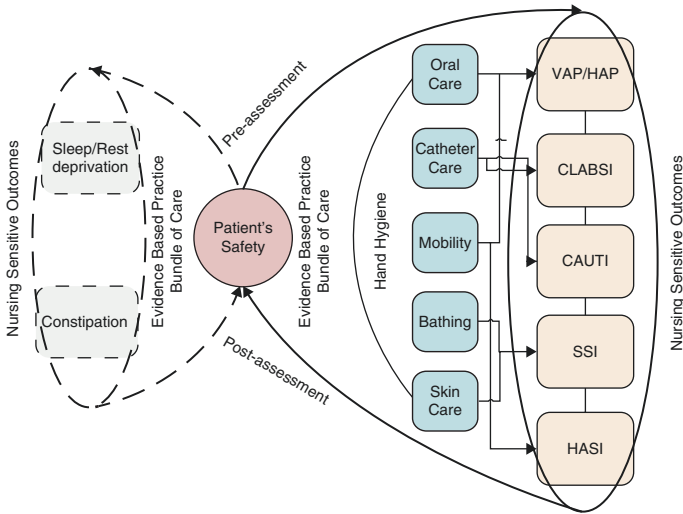 Nursing Sensitive Outcomes
Sleep/Rest
deprivation
Constipation
Evidence Based Practice
Bundle of Care
Pre-assessment
Patient's
Safety
Post-assessment
Evidence Based Practice
Bundle of Care
Hand Hygiene
Oral
Care
Catheter
Care
Mobility
Bathing
Skin
Care
VAP/HAP
CLABSI
CAUTI
SSI
HASI
Nursing Sensitive Outcomes